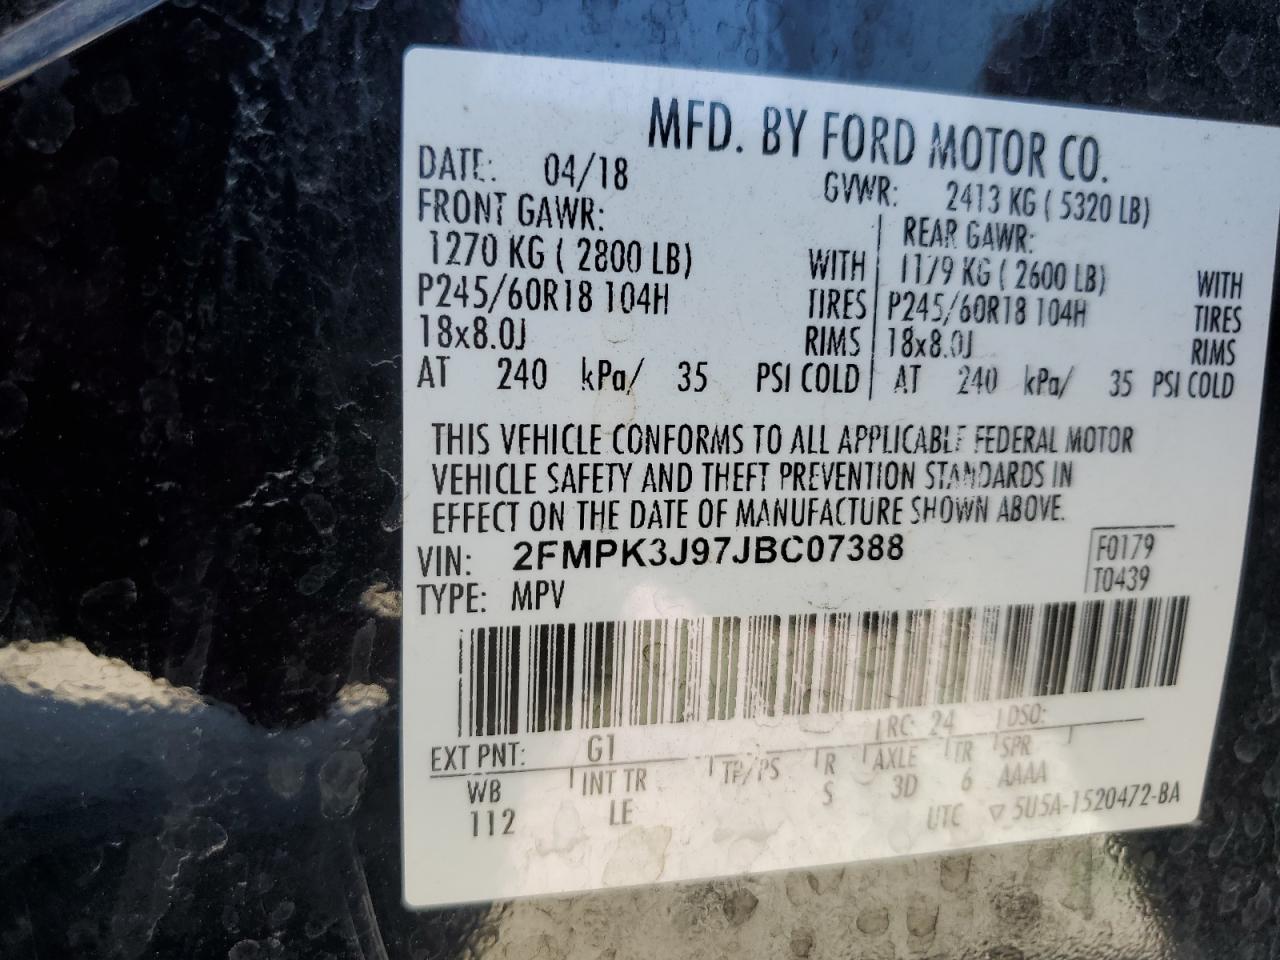 MFD. BY FORD MOTOR CO.
DATE: 04/18 GVWR: 2413 KG ( 5320 LB)
FRONT GAWR: REAR GAWR:
1270 KG ( 2800 LB) WITH 1179 KG ( 2600 LB) WITH
P245/60R18 104H TIRES P245/60R18 104H TIRES
18x8.0J RIMS 18x8.0J RIMS
AT 240 kPa/ 35 PSI COLD AT 240 kPa/ 35 PSI COLD
THIS VEHICLE CONFORMS TO ALL APPLICABLE FEDERAL MOTOR
VEHICLE SAFETY AND THEFT PREVENTION STANDARDS IN
EFFECT ON THE DATE OF MANUFACTURE SHOWN ABOVE.
VIN: 2FMPK3J97JBC07388 F0179
TYPE: MPV T0439
EXT PNT: G1 RC: 24 DSO:
WB INT TR TP/PS R AXLE TR SPR
112 LE S 3D 6 AAAA
UTC ▽ 5U5A-1520472-BA